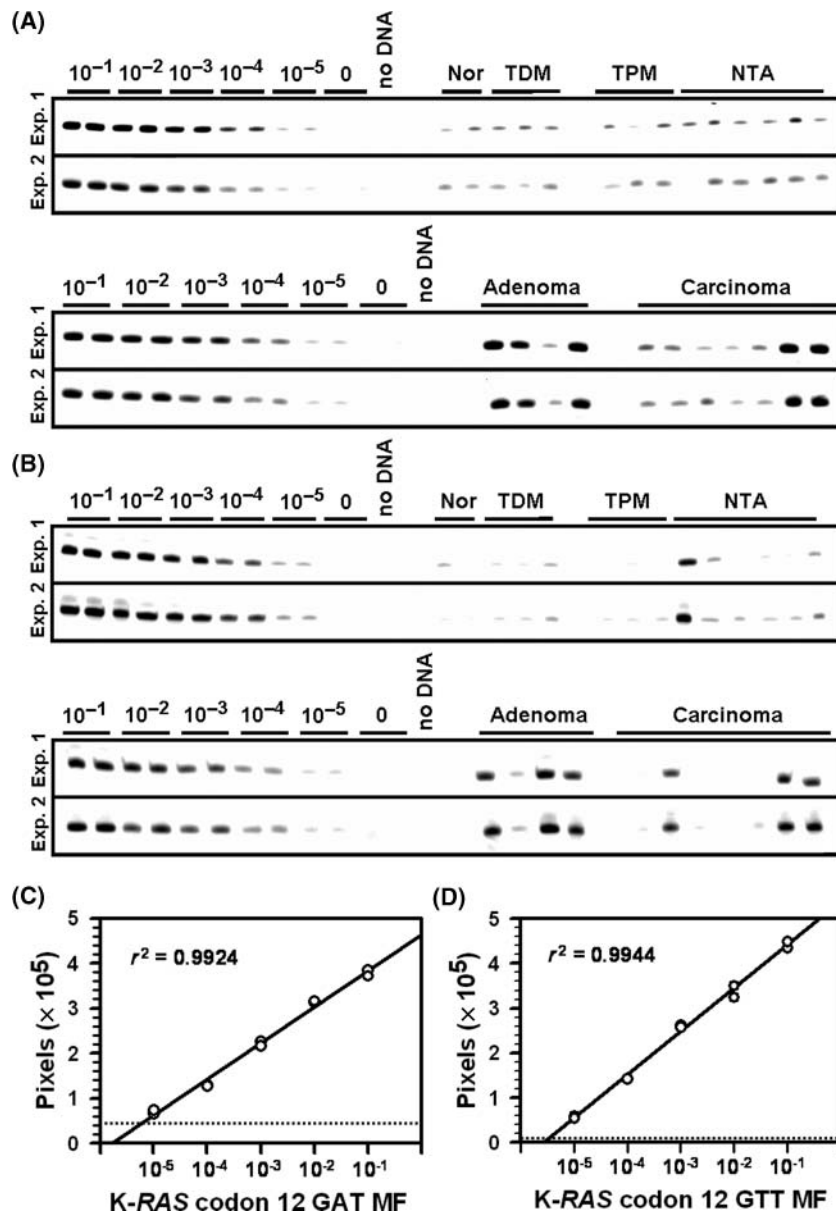 (A)
10⁻¹ 10⁻² 10⁻³ 10⁻⁴ 10⁻⁵ 0 no DNA Nor TDM TPM NTA
Exp. 1
Exp. 2
10⁻¹ 10⁻² 10⁻³ 10⁻⁴ 10⁻⁵ 0 no DNA Adenoma Carcinoma
Exp. 1
Exp. 2
(B)
10⁻¹ 10⁻² 10⁻³ 10⁻⁴ 10⁻⁵ 0 no DNA Nor TDM TPM NTA
Exp. 1
Exp. 2
10⁻¹ 10⁻² 10⁻³ 10⁻⁴ 10⁻⁵ 0 no DNA Adenoma Carcinoma
Exp. 1
Exp. 2
(C)
r² = 0.9924
Pixels (× 10⁵)
5
4
3
2
1
0
10⁻⁵ 10⁻⁴ 10⁻³ 10⁻² 10⁻¹
K-RAS codon 12 GAT MF
(D)
r² = 0.9944
Pixels (× 10⁵)
5
4
3
2
1
0
10⁻⁵ 10⁻⁴ 10⁻³ 10⁻² 10⁻¹
K-RAS codon 12 GTT MF